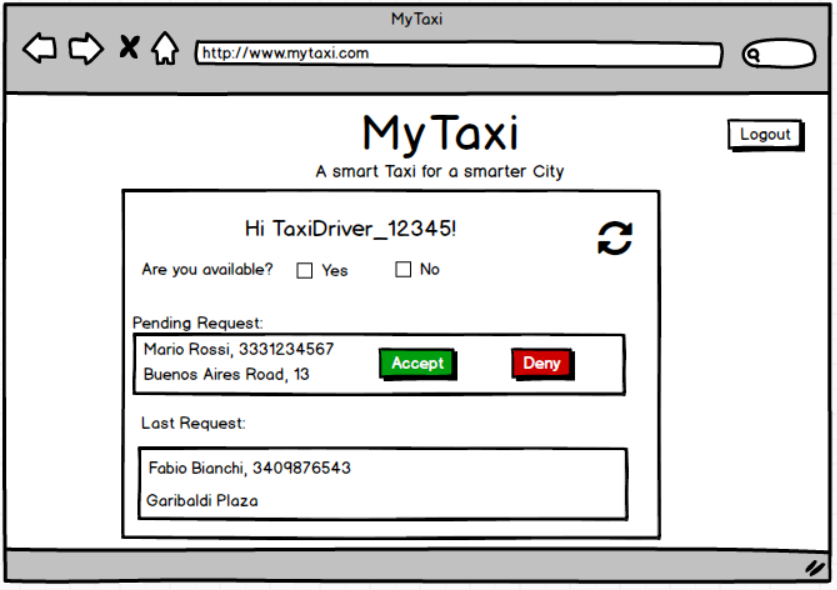 MyTaxi
http://www.mytaxi.com
MyTaxi
Logout
A smart Taxi for a smarter City
Hi TaxiDriver_12345!
Are you available? Yes No
Pending Request:
Mario Rossi, 3331234567
Buenos Aires Road, 13
Accept Deny
Last Request:
Fabio Bianchi, 3409876543
Garibaldi Plaza